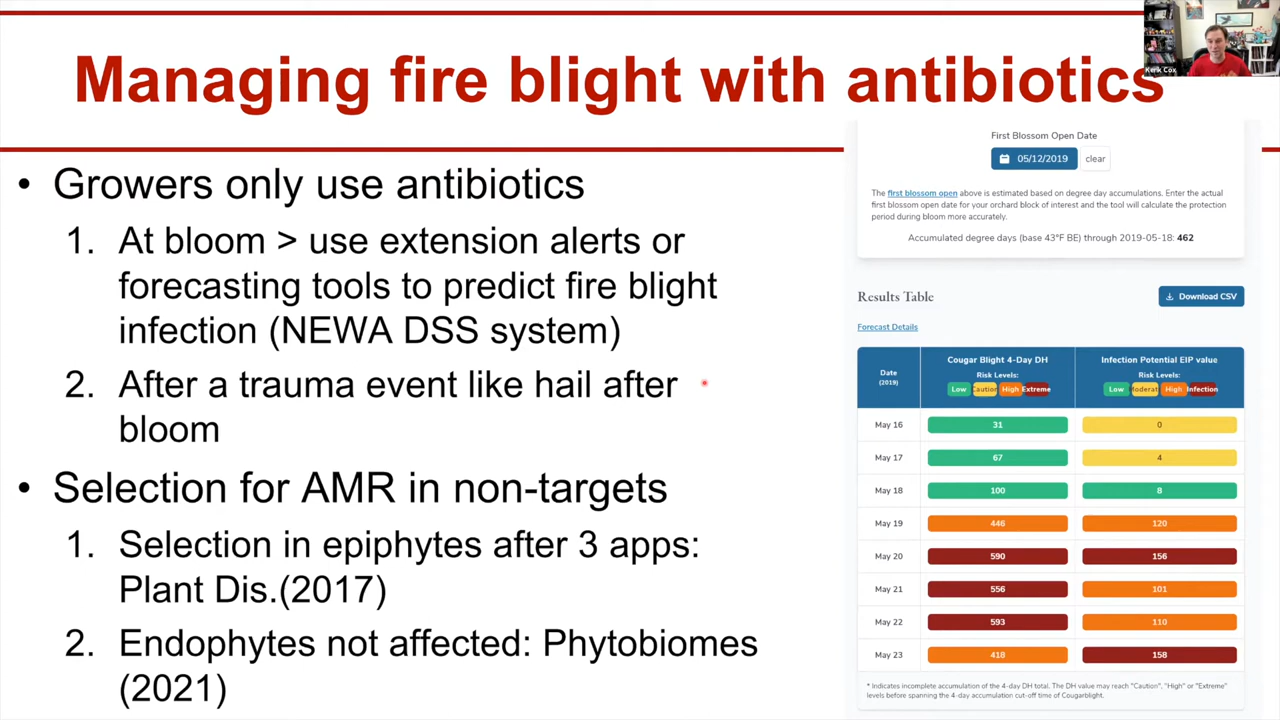 Managing fire blight with antibiotics
Kerik Cox
• Growers only use antibiotics
1. At bloom > use extension alerts or
forecasting tools to predict fire blight
infection (NEWA DSS system)
2. After a trauma event like hail after
bloom
• Selection for AMR in non-targets
1. Selection in epiphytes after 3 apps:
Plant Dis.(2017)
2. Endophytes not affected: Phytobiomes
(2021)
First Blossom Open Date
05/12/2019 clear
The first blossom open above is estimated based on degree day accumulations. Enter the actual
first blossom open date for your orchard block of interest and the tool will calculate the protection
period during bloom more accurately.
Accumulated degree days (base 43°F BE) through 2019-05-18: 462
Results Table
Download CSV
Forecast Details
Date
(2019)
Cougar Blight 4-Day DH
Risk Levels:
Low Caution High Extreme
Infection Potential EIP value
Risk Levels:
Low Moderate High Infection
May 16 31 0
May 17 67 4
May 18 100 8
May 19 446 120
May 20 590 156
May 21 556 101
May 22 593 110
May 23 418 158
* Indicates incomplete accumulation of the 4-day DH total. The DH value may reach "Caution", "High" or "Extreme"
levels before spanning the 4-day accumulation cut-off time of Cougarblight.